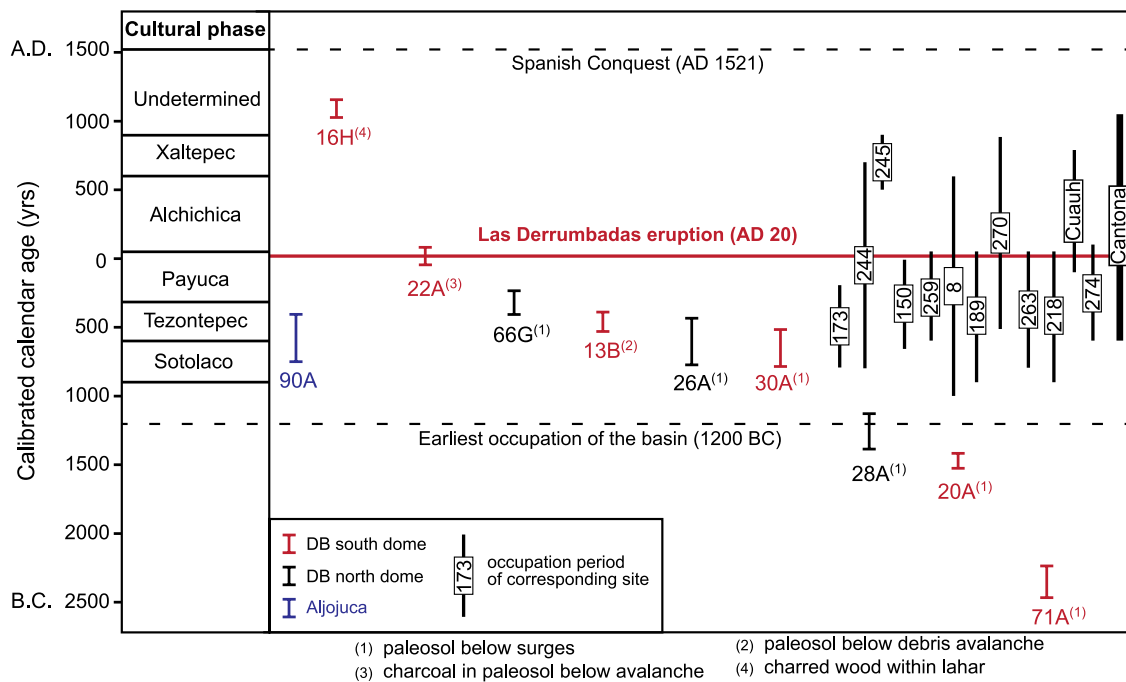 Cultural phase
A.D.
1500
1000
500
0
500
1000
1500
2000
2500
B.C.
Calibrated calendar age (yrs)
Undetermined
Xaltepec
Alchichica
Payuca
Tezontepec
Sotolaco
Spanish Conquest (AD 1521)
16H(4)
Las Derrumbadas eruption (AD 20)
22A(3)
66G(1)
13B(2)
90A
26A(1)
30A(1)
173
244
245
150
259
8
189
270
263
218
Cuauh
274
Cantona
Earliest occupation of the basin (1200 BC)
28A(1)
20A(1)
71A(1)
DB south dome
DB north dome
Aljojuca
173
occupation period
of corresponding site
(1) paleosol below surges
(2) paleosol below debris avalanche
(3) charcoal in paleosol below avalanche
(4) charred wood within lahar